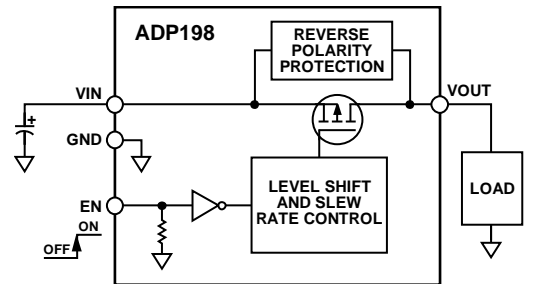 ADP198
REVERSE
POLARITY
PROTECTION
VIN
VOUT
+
GND
LEVEL SHIFT
AND SLEW
RATE CONTROL
LOAD
EN
ON
OFF